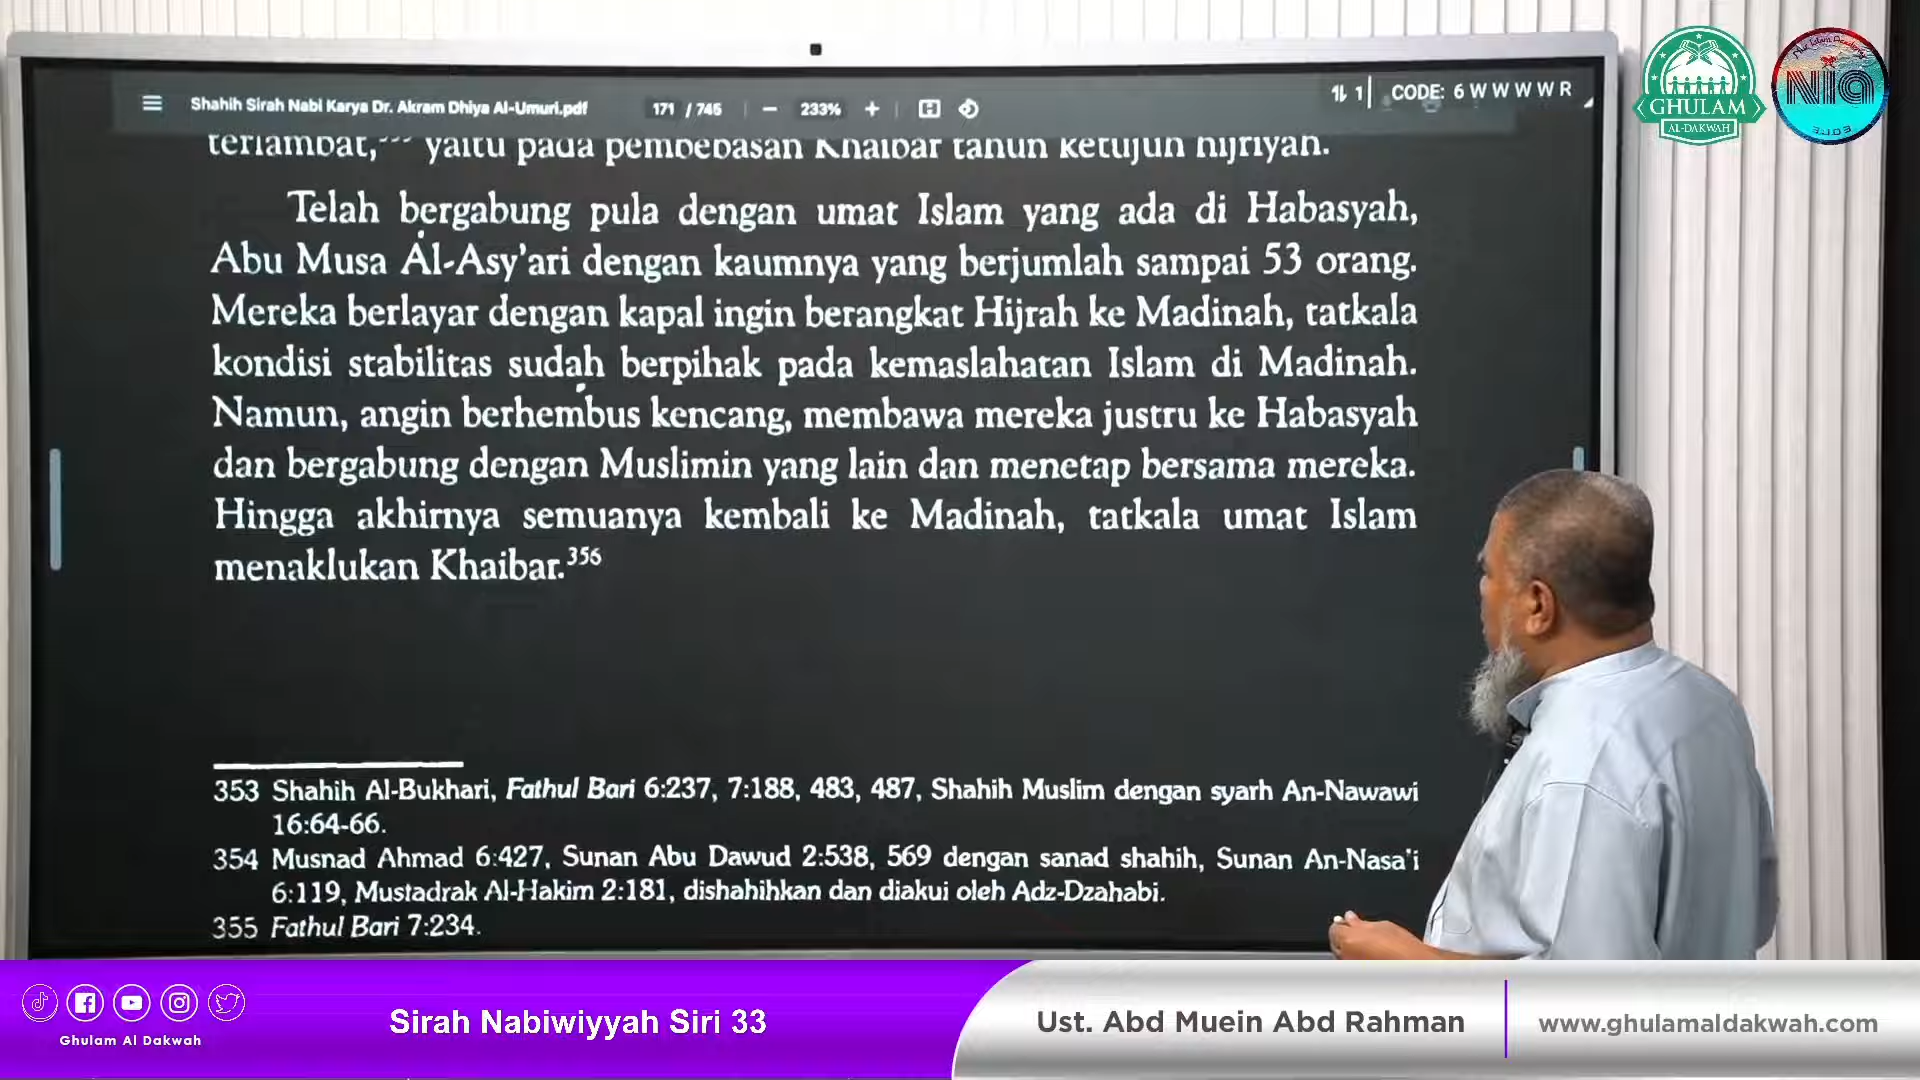 Shahih Sirah Nabi Karya Dr. Akram Dhiya Al-Umuri.pdf 171 / 745 233%
1 CODE: 6 W W W W R
GHULAM
AL-DAKWAH
NIA
terlambat, yaitu pada pembebasan Khaibar tahun ketujuh hijriyah.
Telah bergabung pula dengan umat Islam yang ada di Habasyah,
Abu Musa Al-Asy'ari dengan kaumnya yang berjumlah sampai 53 orang.
Mereka berlayar dengan kapal ingin berangkat Hijrah ke Madinah, tatkala
kondisi stabilitas sudah berpihak pada kemaslahatan Islam di Madinah.
Namun, angin berhembus kencang, membawa mereka justru ke Habasyah
dan bergabung dengan Muslimin yang lain dan menetap bersama mereka.
Hingga akhirnya semuanya kembali ke Madinah, tatkala umat Islam
menaklukan Khaibar.356
353 Shahih Al-Bukhari, Fathul Bari 6:237, 7:188, 483, 487, Shahih Muslim dengan syarh An-Nawawi
16:64-66.
354 Musnad Ahmad 6:427, Sunan Abu Dawud 2:538, 569 dengan sanad shahih, Sunan An-Nasa'i
6:119, Mustadrak Al-Hakim 2:181, dishahihkan dan diakui oleh Adz-Dzahabi.
355 Fathul Bari 7:234.
Ghulam Al Dakwah
Sirah Nabiwiyyah Siri 33
Ust. Abd Muein Abd Rahman
www.ghulamaldakwah.com